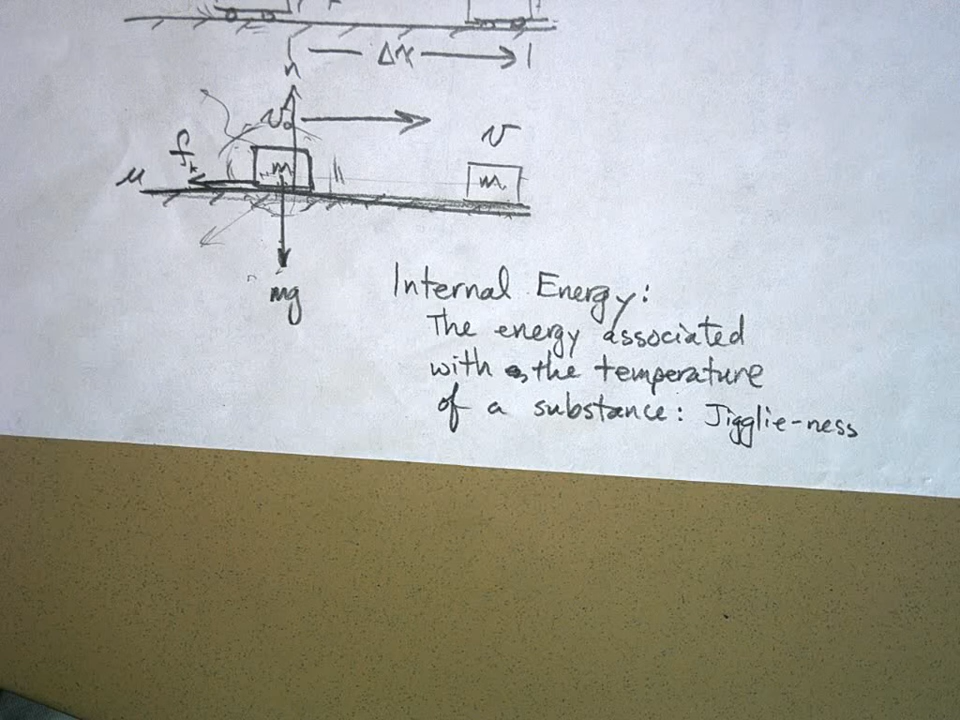 Δx
n
v₀
v
fₖ
m
m
μ
mg
Internal Energy:
The energy associated
with the temperature
of a substance: Jigglie-ness